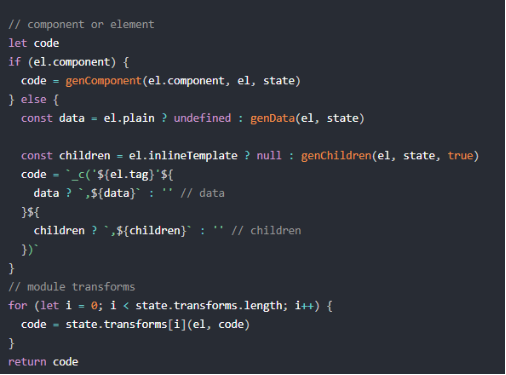 // component or element
let code
if (el.component) {
  code = genComponent(el.component, el, state)
} else {
  const data = el.plain ? undefined : genData(el, state)

  const children = el.inlineTemplate ? null : genChildren(el, state, true)
  code = `_c('${el.tag}'${
    data ? `,${data}` : '' // data
  }${
    children ? `,${children}` : '' // children
  })`
}
// module transforms
for (let i = 0; i < state.transforms.length; i++) {
  code = state.transforms[i](el, code)
}
return code